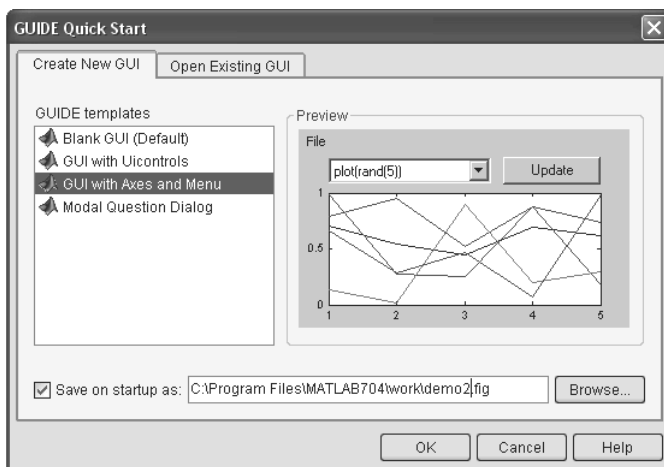 GUIDE Quick Start
Create New GUI
Open Existing GUI
GUIDE templates
Blank GUI (Default)
GUI with Uicontrols
GUI with Axes and Menu
Modal Question Dialog
Preview
File
plot(rand(5))
Update
1
0.5
0
1 2 3 4 5
Save on startup as: C:\Program Files\MATLAB704\work\demo2.fig Browse...
OK Cancel Help